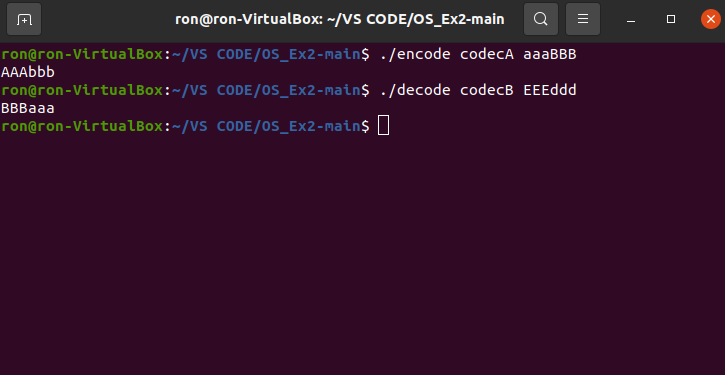 ron@ron-VirtualBox: ~/VS CODE/OS_Ex2-main
ron@ron-VirtualBox:~/VS CODE/OS_Ex2-main$ ./encode codecA aaaBBB
AAAbbb
ron@ron-VirtualBox:~/VS CODE/OS_Ex2-main$ ./decode codecB EEEddd
BBBaaa
ron@ron-VirtualBox:~/VS CODE/OS_Ex2-main$